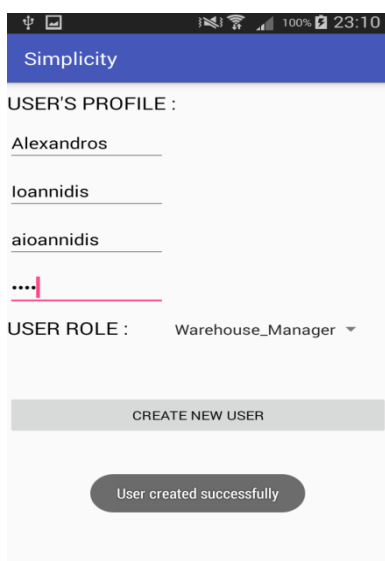 100% 23:10
Simplicity
USER'S PROFILE :
Alexandros
Ioannidis
aioannidis
••••
USER ROLE : Warehouse_Manager
CREATE NEW USER
User created successfully